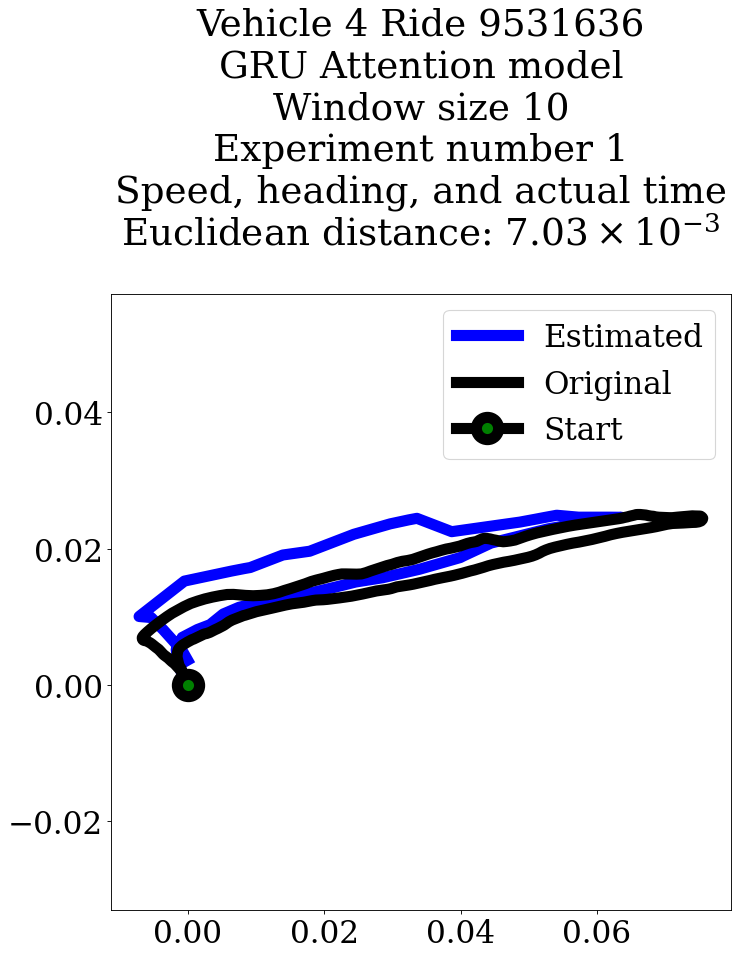 Vehicle 4 Ride 9531636
GRU Attention model
Window size 10
Experiment number 1
Speed, heading, and actual time
Euclidean distance: 7.03 × 10⁻³
Estimated
Original
Start
0.04
0.02
0.00
−0.02
0.00 0.02 0.04 0.06